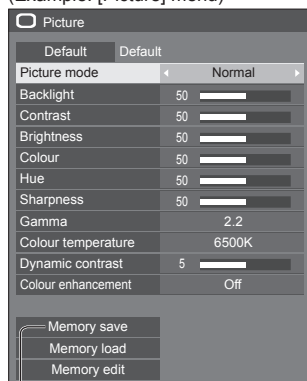 (Example: [Picture] menu)
Picture
Default Default
Picture mode Normal
Backlight 50
Contrast 50
Brightness 50
Colour 50
Hue 50
Sharpness 50
Gamma 2.2
Colour temperature 6500K
Dynamic contrast 5
Colour enhancement Off
Memory save
Memory load
Memory edit